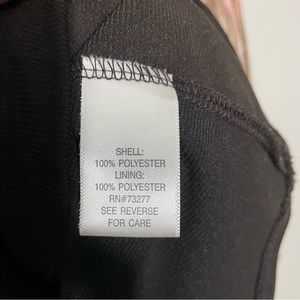 SHELL:
100% POLYESTER
LINING:
100% POLYESTER
RN#73277
SEE REVERSE
FOR CARE